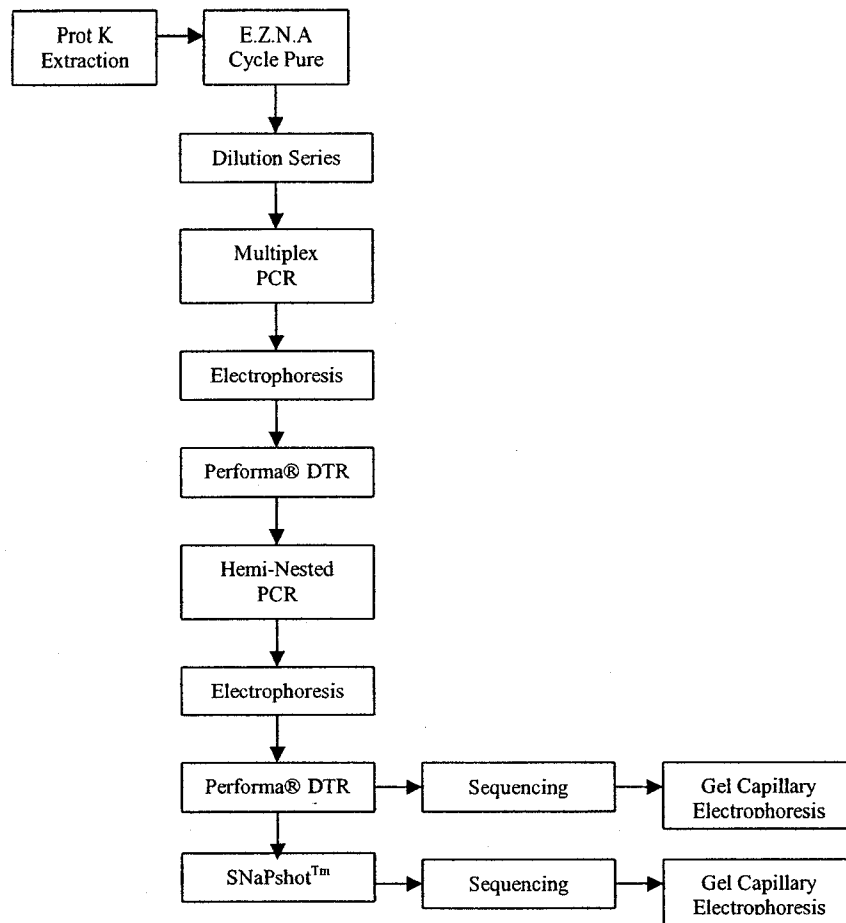 Prot K
Extraction
E.Z.N.A
Cycle Pure
Dilution Series
Multiplex
PCR
Electrophoresis
Performa® DTR
Hemi-Nested
PCR
Electrophoresis
Performa® DTR
Sequencing
Gel Capillary
Electrophoresis
SNaPshot™
Sequencing
Gel Capillary
Electrophoresis